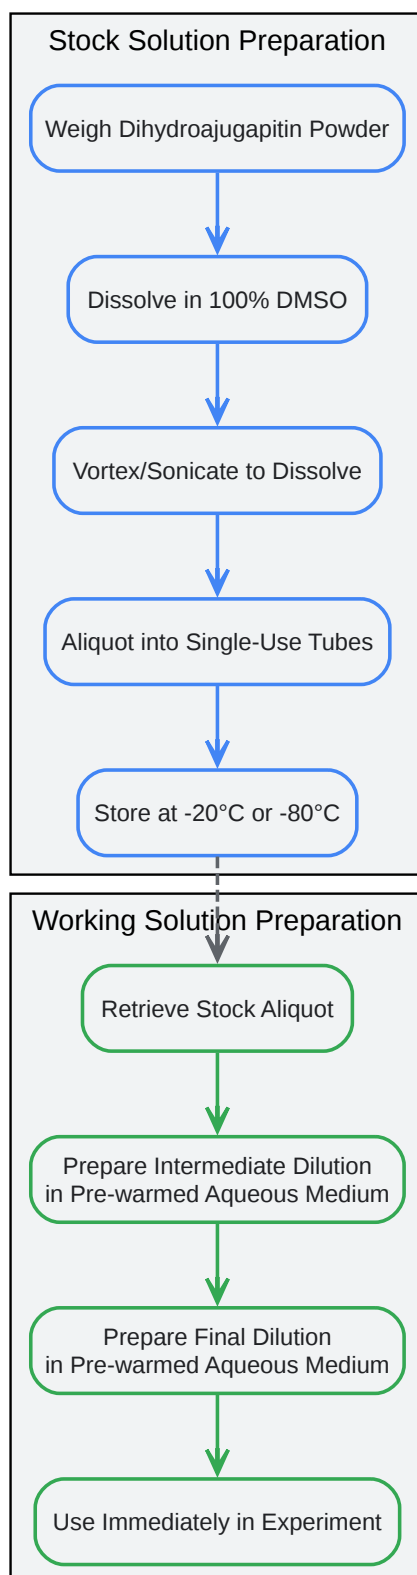 Stock Solution Preparation
Weigh Dihydroajugapitin Powder
Dissolve in 100% DMSO
Vortex/Sonicate to Dissolve
Aliquot into Single-Use Tubes
Store at -20°C or -80°C
Working Solution Preparation
Retrieve Stock Aliquot
Prepare Intermediate Dilution
in Pre-warmed Aqueous Medium
Prepare Final Dilution
in Pre-warmed Aqueous Medium
Use Immediately in Experiment